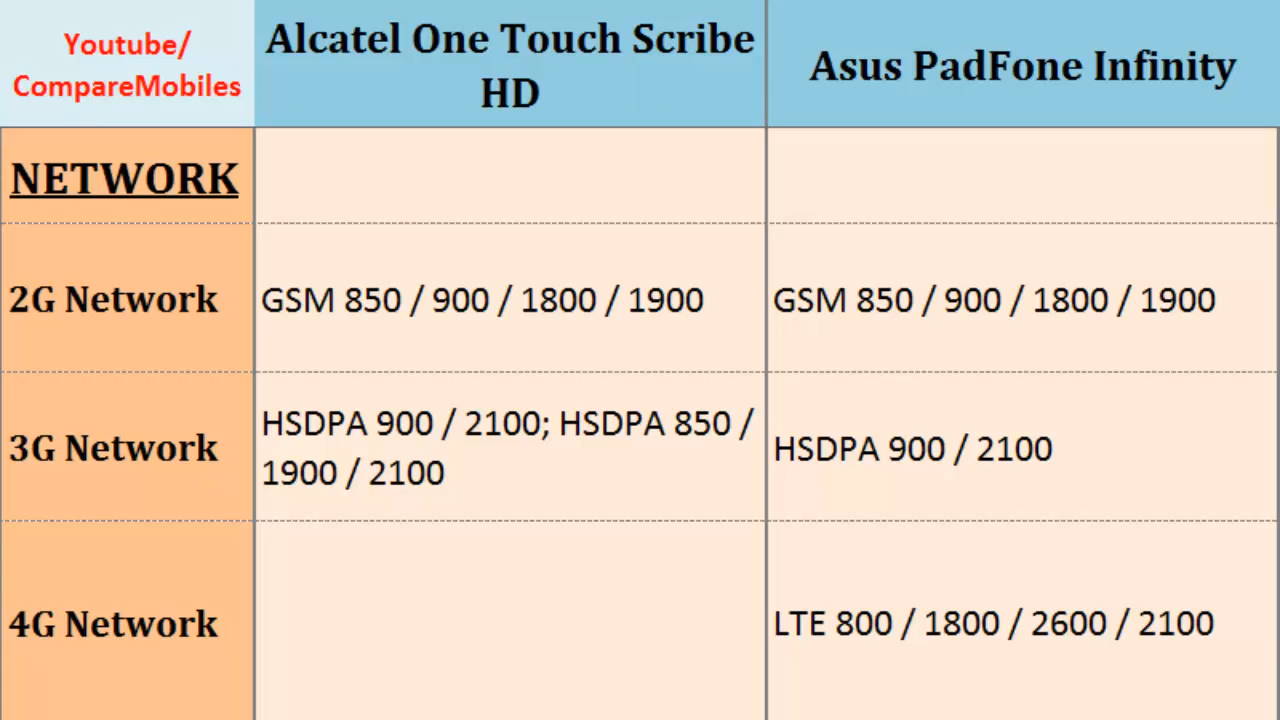 Youtube/
CompareMobiles
Alcatel One Touch Scribe
HD
Asus PadFone Infinity
NETWORK
2G Network
GSM 850 / 900 / 1800 / 1900
GSM 850 / 900 / 1800 / 1900
3G Network
HSDPA 900 / 2100; HSDPA 850 /
1900 / 2100
HSDPA 900 / 2100
4G Network
LTE 800 / 1800 / 2600 / 2100